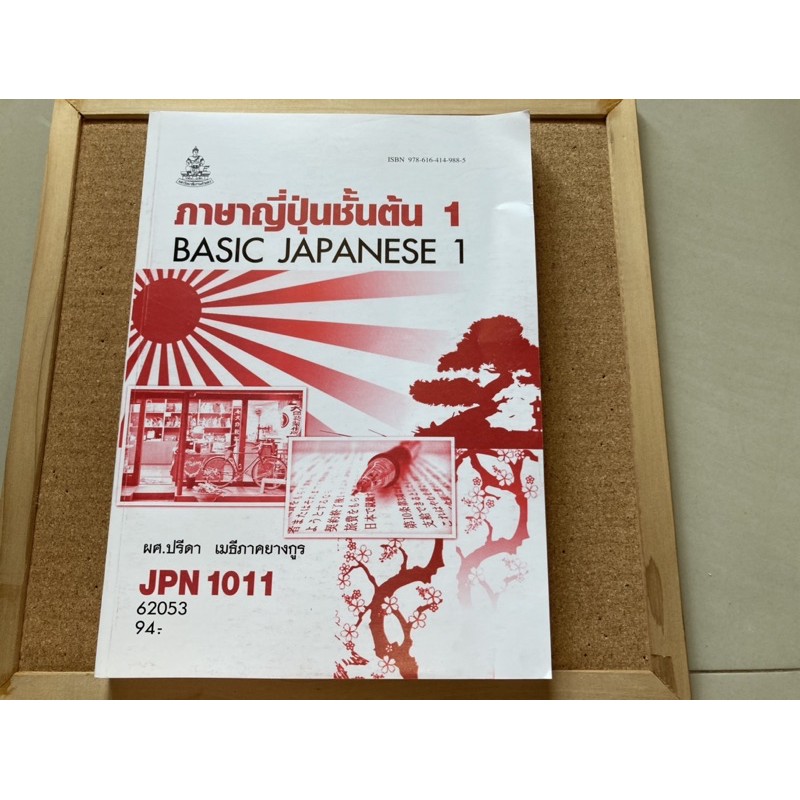 ISBN 978-616-414-988-5
ภาษาญี่ปุ่นชั้นต้น 1
BASIC JAPANESE 1
ผศ.ปรีดา เมธีภาคยางกูร
JPN 1011
62053
94.-